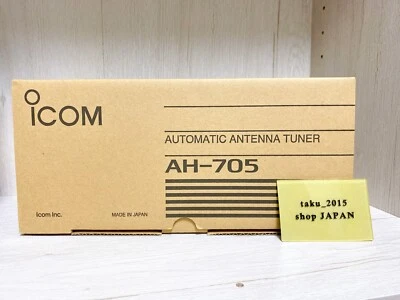 ICOM
AUTOMATIC ANTENNA TUNER
AH-705
Icom Inc.
MADE IN JAPAN
taku_2015
shop JAPAN